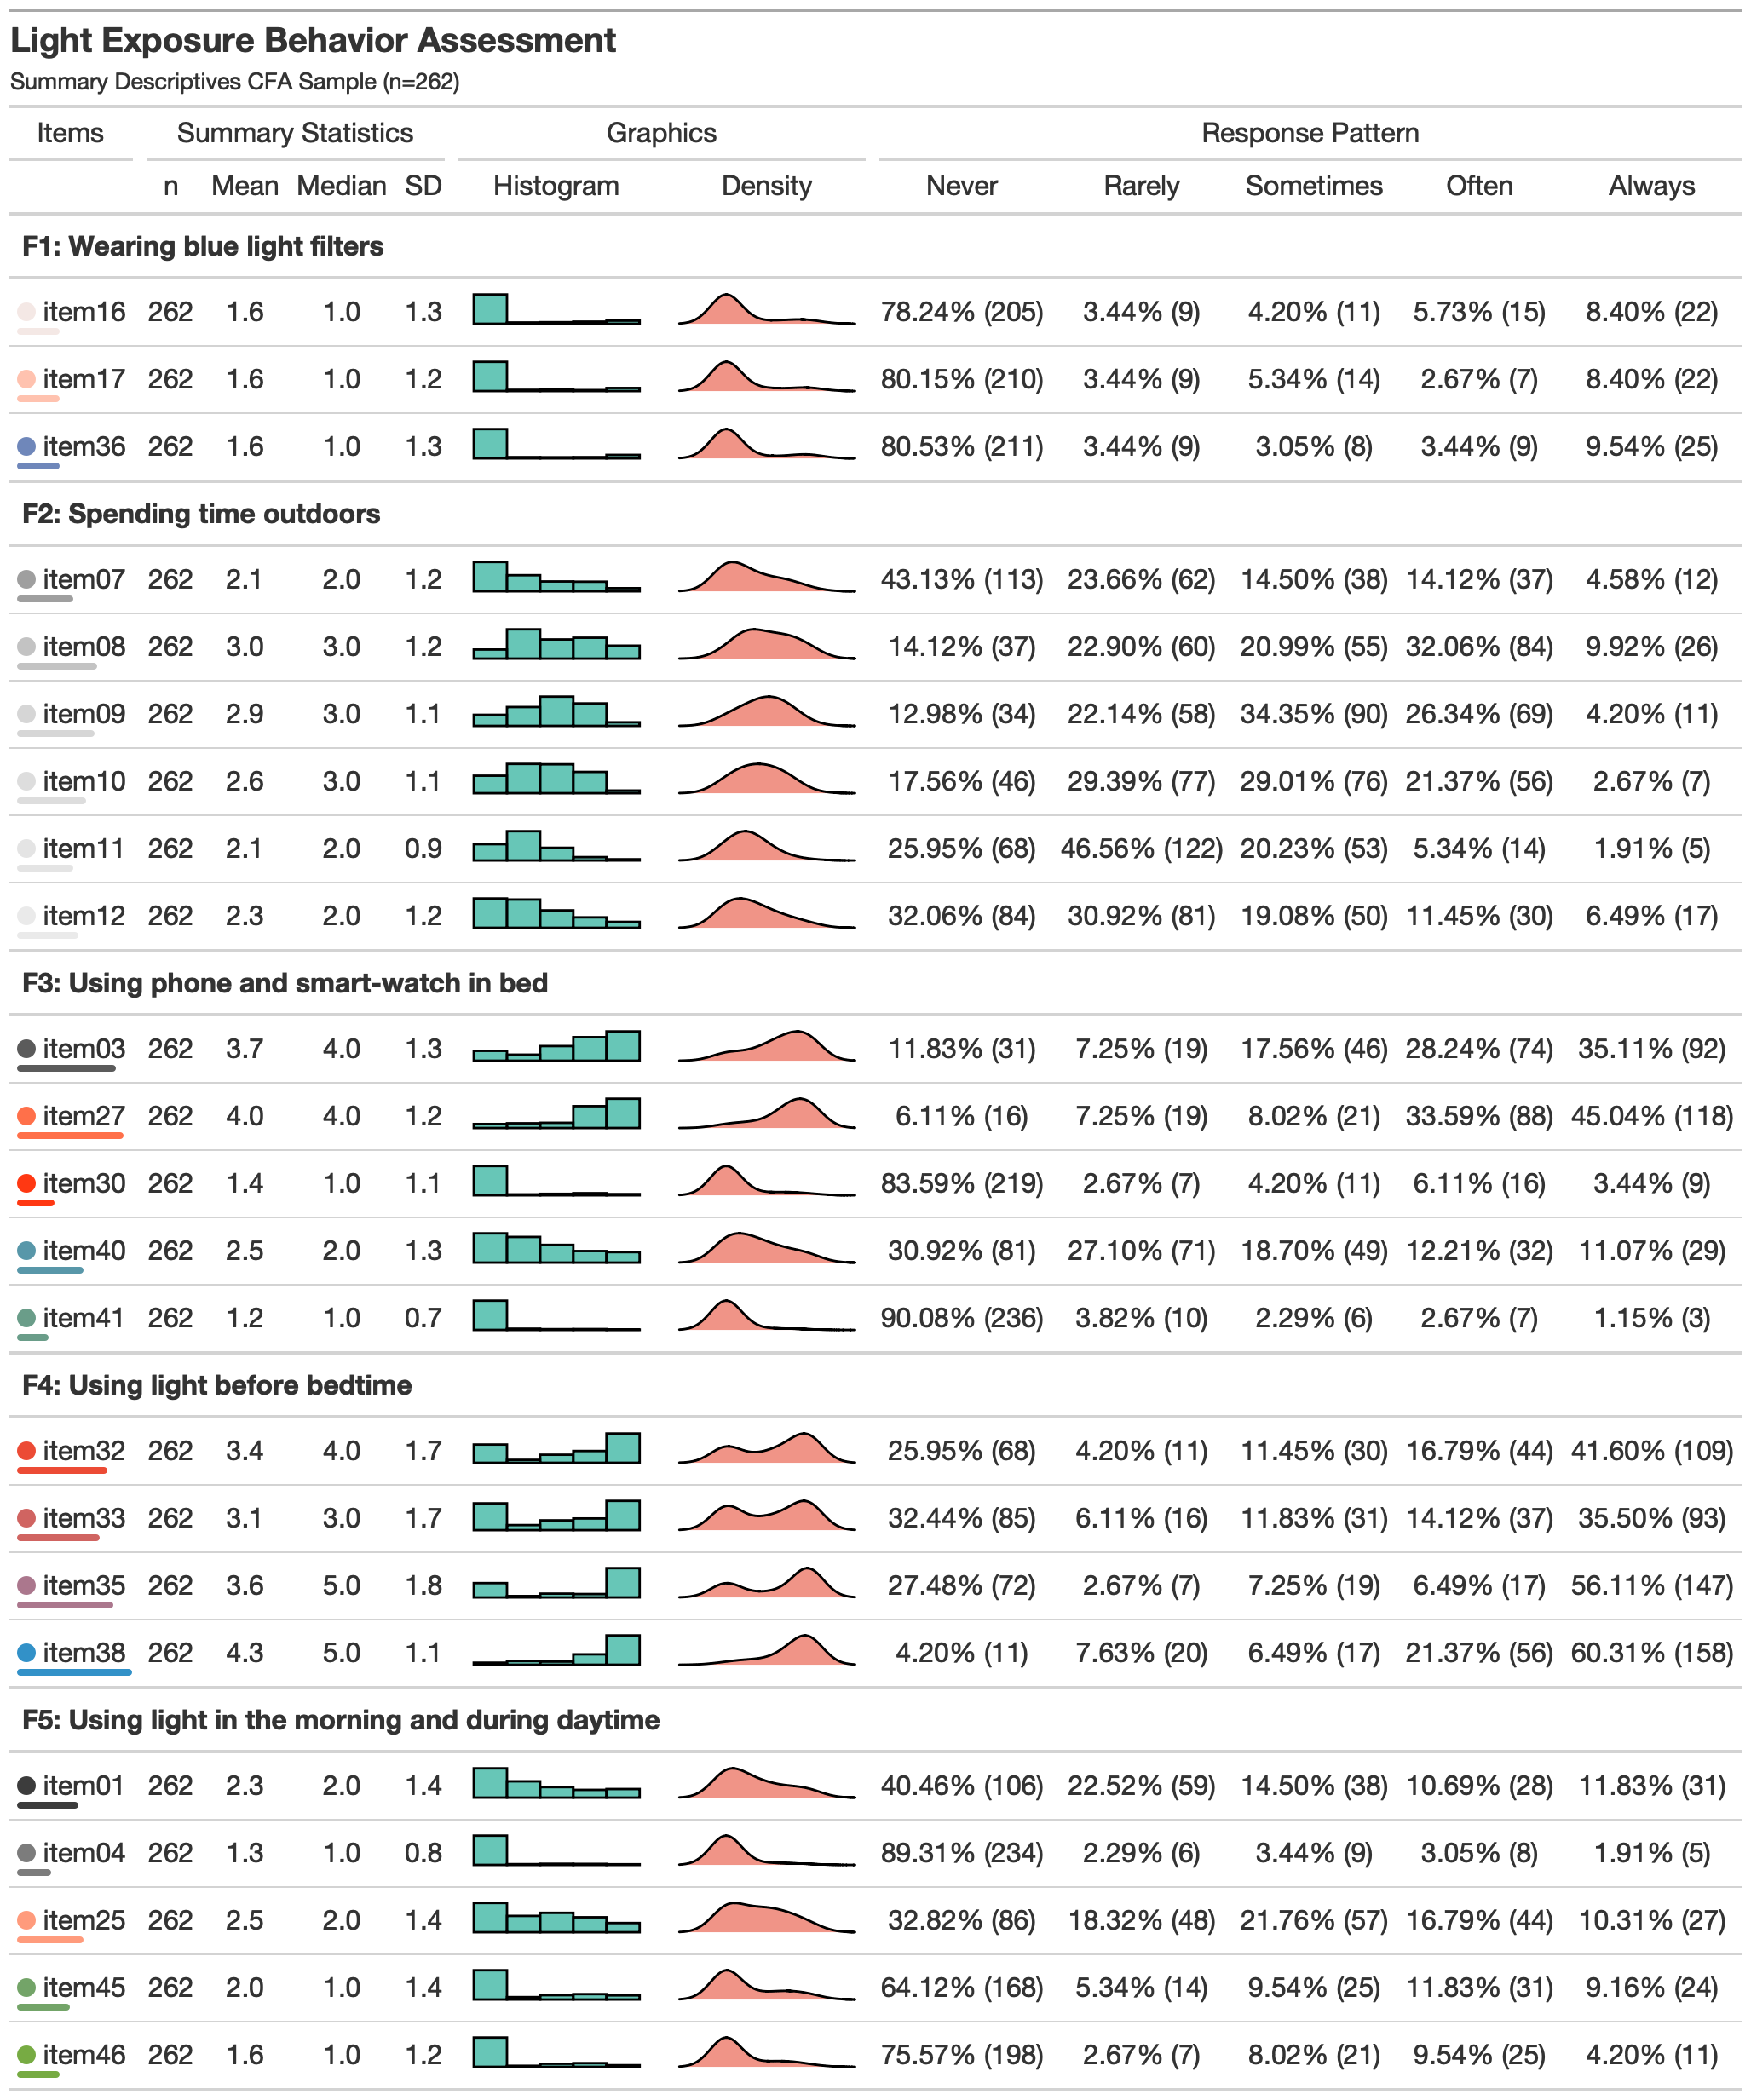 Light Exposure Behavior Assessment
Summary Descriptives CFA Sample (n=262)
Items Summary Statistics Graphics Response Pattern
n Mean Median SD Histogram Density Never Rarely Sometimes Often Always
F1: Wearing blue light filters
item16 262 1.6 1.0 1.3 78.24% (205) 3.44% (9) 4.20% (11) 5.73% (15) 8.40% (22)
item17 262 1.6 1.0 1.2 80.15% (210) 3.44% (9) 5.34% (14) 2.67% (7) 8.40% (22)
item36 262 1.6 1.0 1.3 80.53% (211) 3.44% (9) 3.05% (8) 3.44% (9) 9.54% (25)
F2: Spending time outdoors
item07 262 2.1 2.0 1.2 43.13% (113) 23.66% (62) 14.50% (38) 14.12% (37) 4.58% (12)
item08 262 3.0 3.0 1.2 14.12% (37) 22.90% (60) 20.99% (55) 32.06% (84) 9.92% (26)
item09 262 2.9 3.0 1.1 12.98% (34) 22.14% (58) 34.35% (90) 26.34% (69) 4.20% (11)
item10 262 2.6 3.0 1.1 17.56% (46) 29.39% (77) 29.01% (76) 21.37% (56) 2.67% (7)
item11 262 2.1 2.0 0.9 25.95% (68) 46.56% (122) 20.23% (53) 5.34% (14) 1.91% (5)
item12 262 2.3 2.0 1.2 32.06% (84) 30.92% (81) 19.08% (50) 11.45% (30) 6.49% (17)
F3: Using phone and smart-watch in bed
item03 262 3.7 4.0 1.3 11.83% (31) 7.25% (19) 17.56% (46) 28.24% (74) 35.11% (92)
item27 262 4.0 4.0 1.2 6.11% (16) 7.25% (19) 8.02% (21) 33.59% (88) 45.04% (118)
item30 262 1.4 1.0 1.1 83.59% (219) 2.67% (7) 4.20% (11) 6.11% (16) 3.44% (9)
item40 262 2.5 2.0 1.3 30.92% (81) 27.10% (71) 18.70% (49) 12.21% (32) 11.07% (29)
item41 262 1.2 1.0 0.7 90.08% (236) 3.82% (10) 2.29% (6) 2.67% (7) 1.15% (3)
F4: Using light before bedtime
item32 262 3.4 4.0 1.7 25.95% (68) 4.20% (11) 11.45% (30) 16.79% (44) 41.60% (109)
item33 262 3.1 3.0 1.7 32.44% (85) 6.11% (16) 11.83% (31) 14.12% (37) 35.50% (93)
item35 262 3.6 5.0 1.8 27.48% (72) 2.67% (7) 7.25% (19) 6.49% (17) 56.11% (147)
item38 262 4.3 5.0 1.1 4.20% (11) 7.63% (20) 6.49% (17) 21.37% (56) 60.31% (158)
F5: Using light in the morning and during daytime
item01 262 2.3 2.0 1.4 40.46% (106) 22.52% (59) 14.50% (38) 10.69% (28) 11.83% (31)
item04 262 1.3 1.0 0.8 89.31% (234) 2.29% (6) 3.44% (9) 3.05% (8) 1.91% (5)
item25 262 2.5 2.0 1.4 32.82% (86) 18.32% (48) 21.76% (57) 16.79% (44) 10.31% (27)
item45 262 2.0 1.0 1.4 64.12% (168) 5.34% (14) 9.54% (25) 11.83% (31) 9.16% (24)
item46 262 1.6 1.0 1.2 75.57% (198) 2.67% (7) 8.02% (21) 9.54% (25) 4.20% (11)